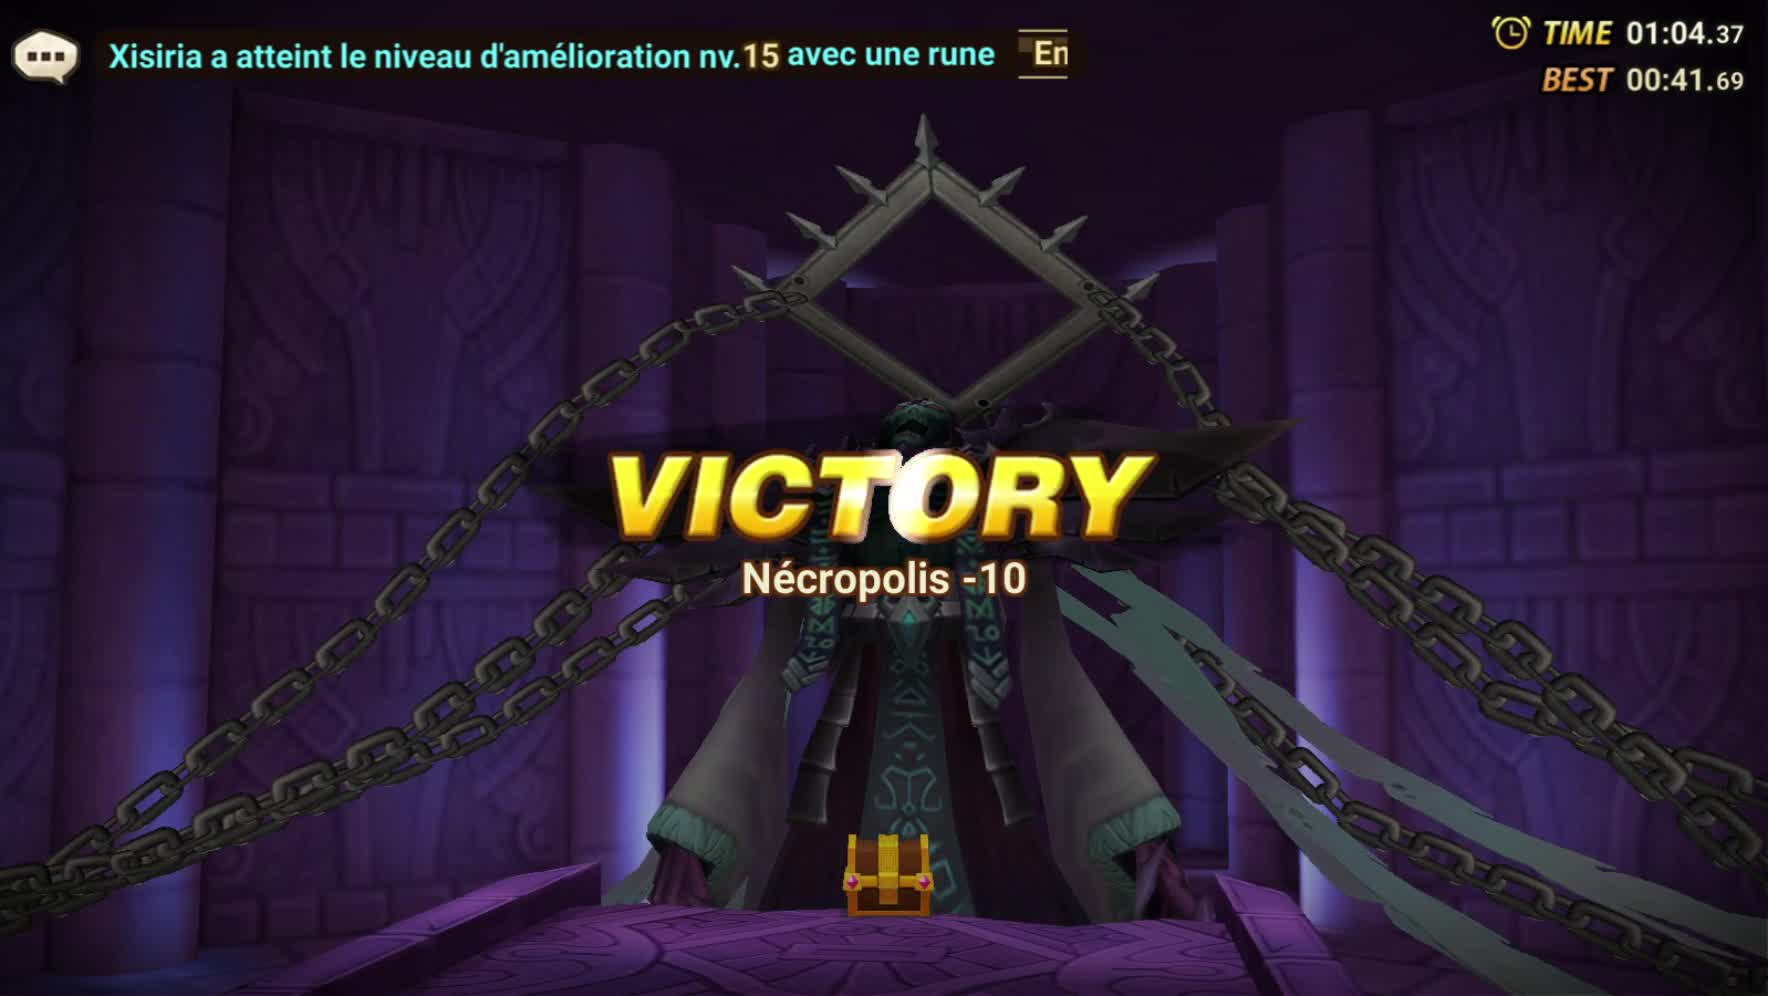 Xisiria a atteint le niveau d'amélioration nv.15 avec une rune En
TIME 01:04.37
BEST 00:41.69
VICTORY
Nécropolis -10